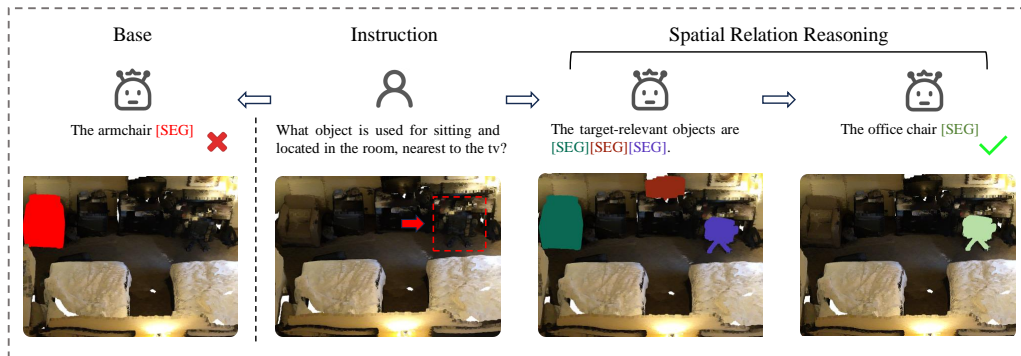 Base
Instruction
Spatial Relation Reasoning
The armchair [SEG]
What object is used for sitting and
located in the room, nearest to the tv?
The target-relevant objects are
[SEG][SEG][SEG].
The office chair [SEG]